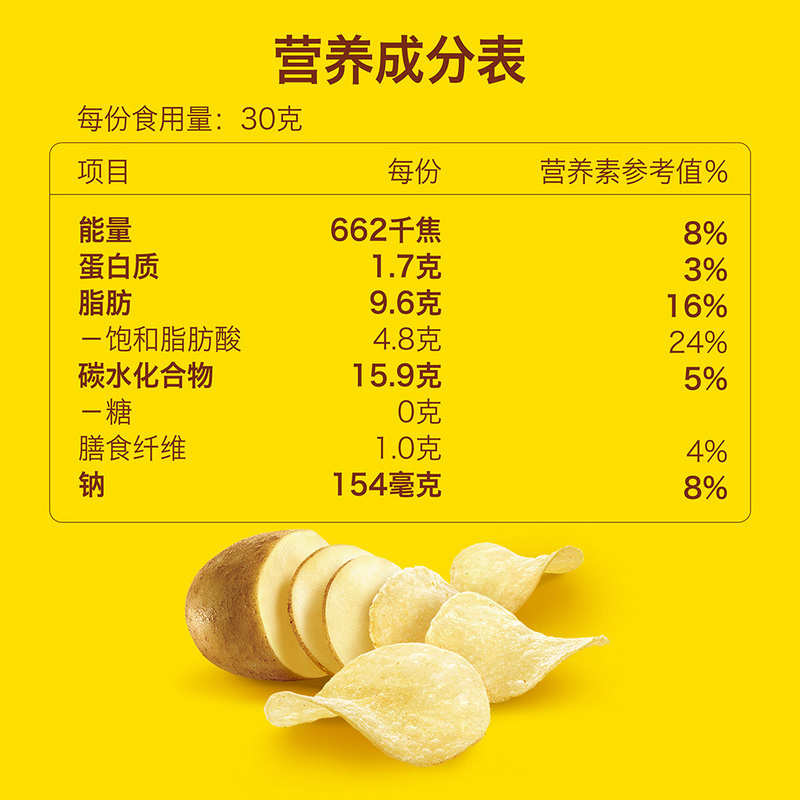 营养成分表
每份食用量：30克
项目 每份 营养素参考值%
能量 662千焦 8%
蛋白质 1.7克 3%
脂肪 9.6克 16%
－饱和脂肪酸 4.8克 24%
碳水化合物 15.9克 5%
－糖 0克
膳食纤维 1.0克 4%
钠 154毫克 8%